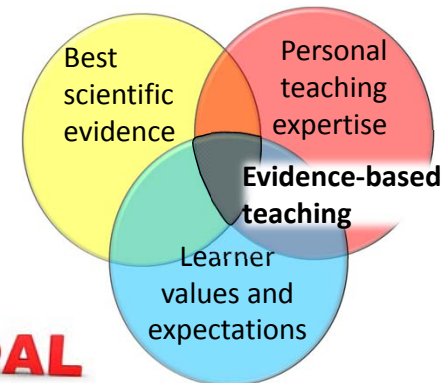 Best
scientific
evidence
Personal
teaching
expertise
Evidence-based
teaching
Learner
values and
expectations